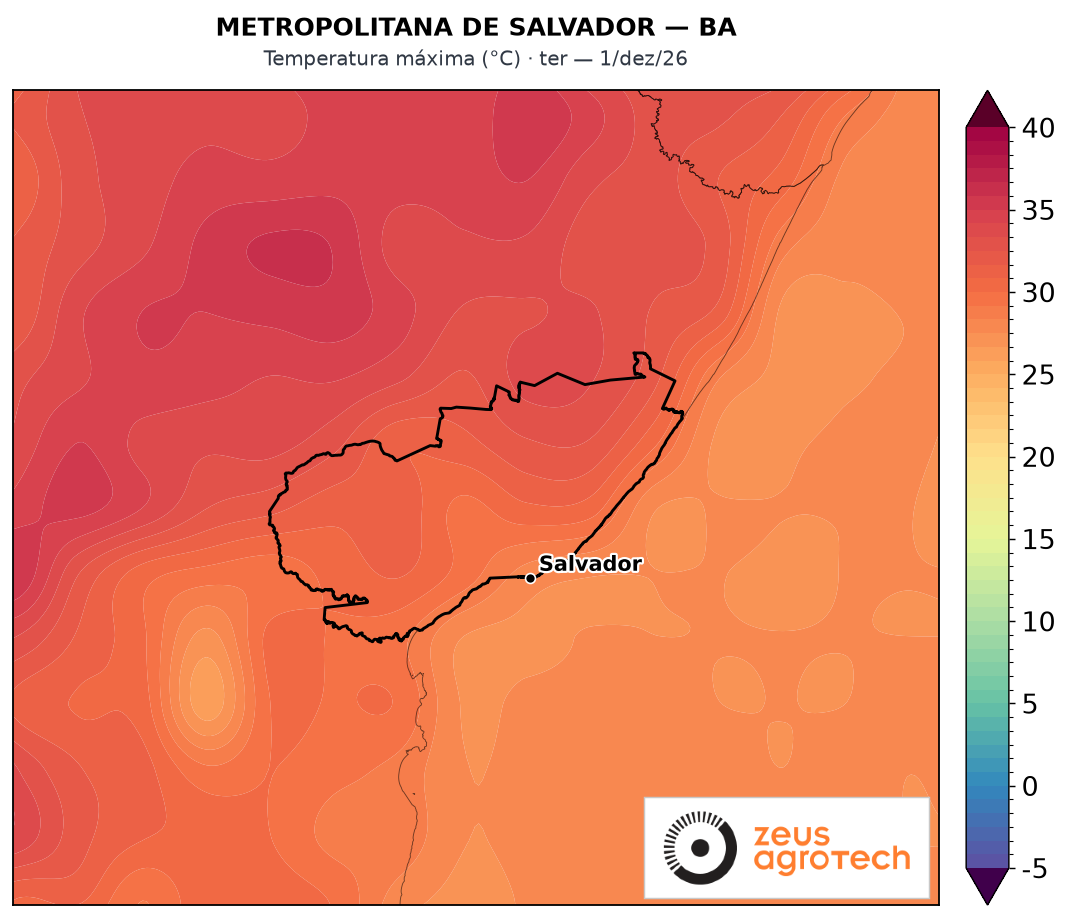 METROPOLITANA DE SALVADOR — BA
Temperatura máxima (°C) · ter — 1/dez/26
40
35
30
25
20
15
10
5
0
-5
Salvador
zeus
agrotech